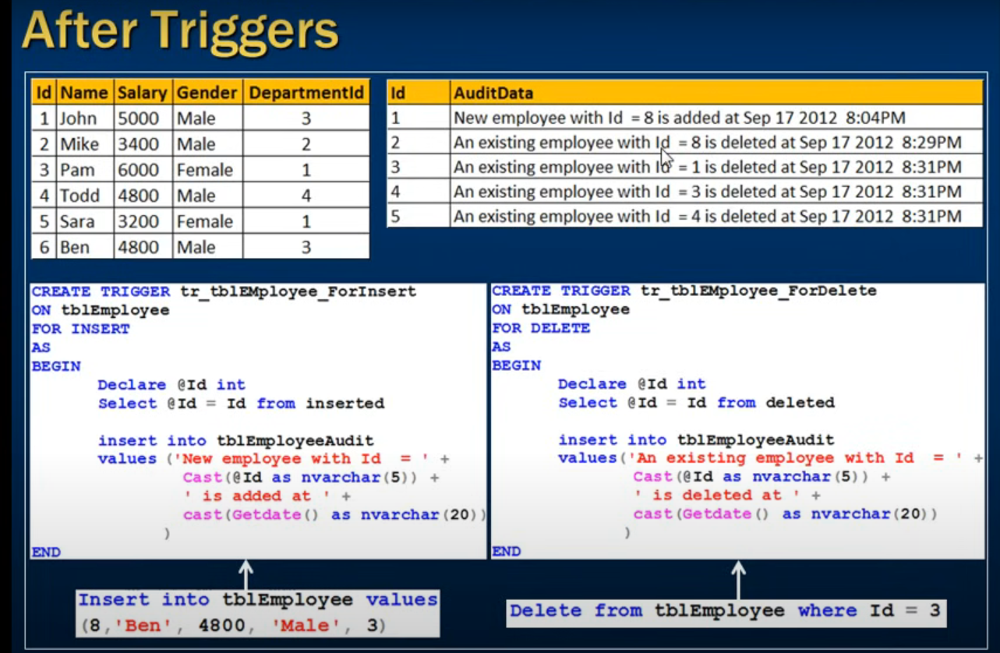 After Triggers
Id Name Salary Gender DepartmentId
1 John 5000 Male 3
2 Mike 3400 Male 2
3 Pam 6000 Female 1
4 Todd 4800 Male 4
5 Sara 3200 Female 1
6 Ben 4800 Male 3
Id AuditData
1 New employee with Id = 8 is added at Sep 17 2012 8:04PM
2 An existing employee with Id = 8 is deleted at Sep 17 2012 8:29PM
3 An existing employee with Id = 1 is deleted at Sep 17 2012 8:31PM
4 An existing employee with Id = 3 is deleted at Sep 17 2012 8:31PM
5 An existing employee with Id = 4 is deleted at Sep 17 2012 8:31PM
CREATE TRIGGER tr_tblEMployee_ForInsert
ON tblEmployee
FOR INSERT
AS
BEGIN
Declare @Id int
Select @Id = Id from inserted
insert into tblEmployeeAudit
values ('New employee with Id = ' +
Cast(@Id as nvarchar(5)) +
' is added at ' +
cast(Getdate() as nvarchar(20))
)
END
Insert into tblEmployee values
(8,'Ben', 4800, 'Male', 3)
CREATE TRIGGER tr_tblEMployee_ForDelete
ON tblEmployee
FOR DELETE
AS
BEGIN
Declare @Id int
Select @Id = Id from deleted
insert into tblEmployeeAudit
values('An existing employee with Id = ' +
Cast(@Id as nvarchar(5)) +
' is deleted at ' +
cast(Getdate() as nvarchar(20))
)
END
Delete from tblEmployee where Id = 3